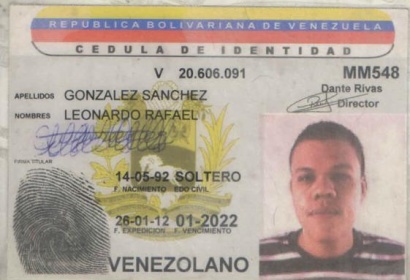 REPUBLICA BOLIVARIANA DE VENEZUELA
CEDULA DE IDENTIDAD
V 20.606.091 MM548
Dante Rivas
Director
APELLIDOS GONZALEZ SANCHEZ
NOMBRES LEONARDO RAFAEL
FIRMA TITULAR
14-05-92 SOLTERO
F. NACIMIENTO EDO CIVIL
26-01-12 01-2022
F. EXPEDICION F. VENCIMIENTO
VENEZOLANO